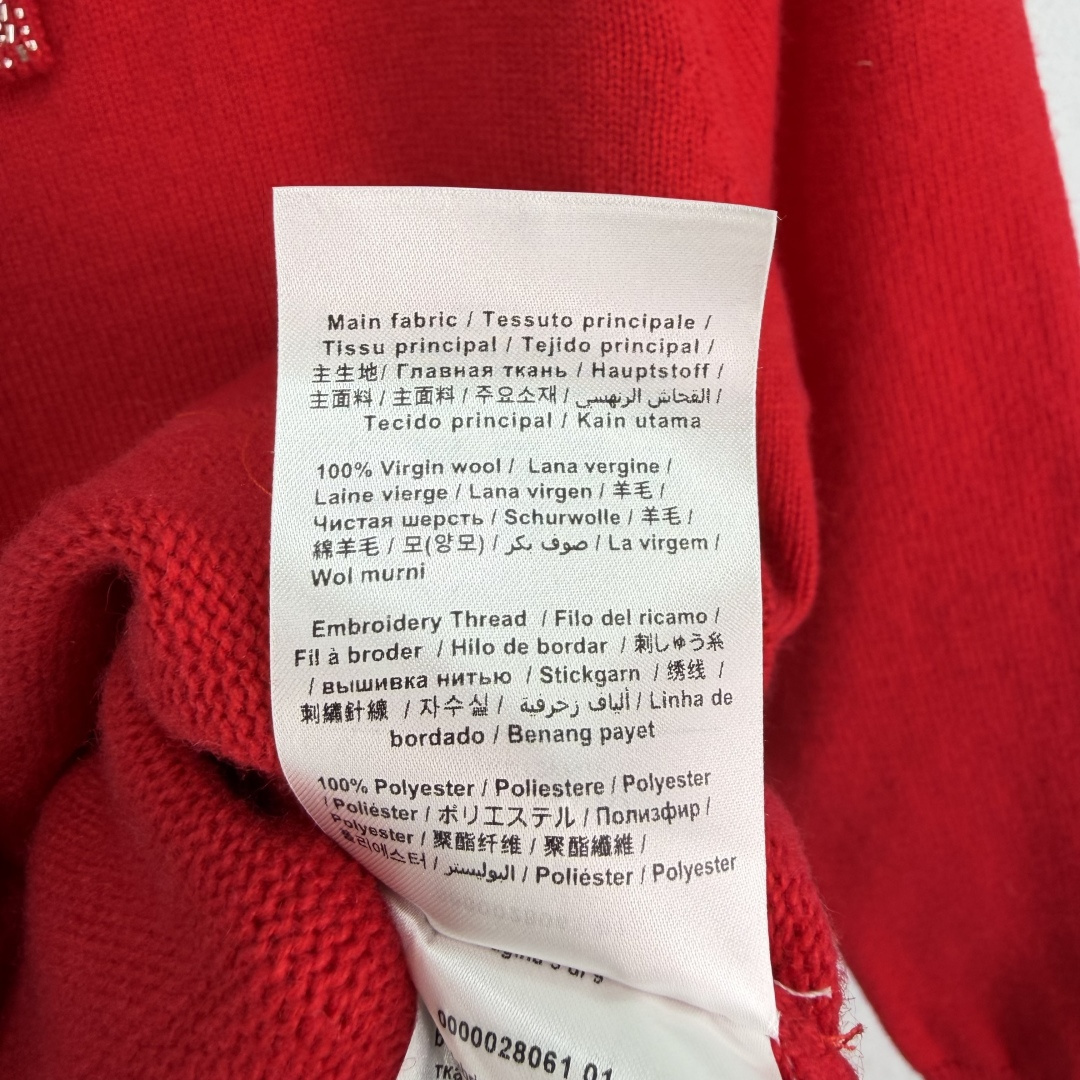 Main fabric / Tessuto principale /
Tissu principal / Tejido principal /
主生地/ Главная ткань / Hauptstoff /
主面料 / 主面料 / 주요소재 / القحاش الرنهسي /
Tecido principal / Kain utama
100% Virgin wool / Lana vergine /
Laine vierge / Lana virgen / 羊毛 /
Чистая шерсть / Schurwolle / 羊毛 /
綿羊毛 / 모(양모) / صوف بكر / La virgem /
Wol murni
Embroidery Thread / Filo del ricamo /
Fil à broder / Hilo de bordar / 刺しゅう糸
/ вышивка нитью / Stickgarn / 绣线 /
刺繡針線 / 자수실 / ألياف زخرفية / Linha de
bordado / Benang payet
100% Polyester / Poliestere / Polyester
/ Poliéster / ポリエステル / Полизфир /
Polyester / 聚酯纤维 / 聚酯纖維 /
폴리에스터 / البوليستر / Poliéster / Polyester
0000028061 01